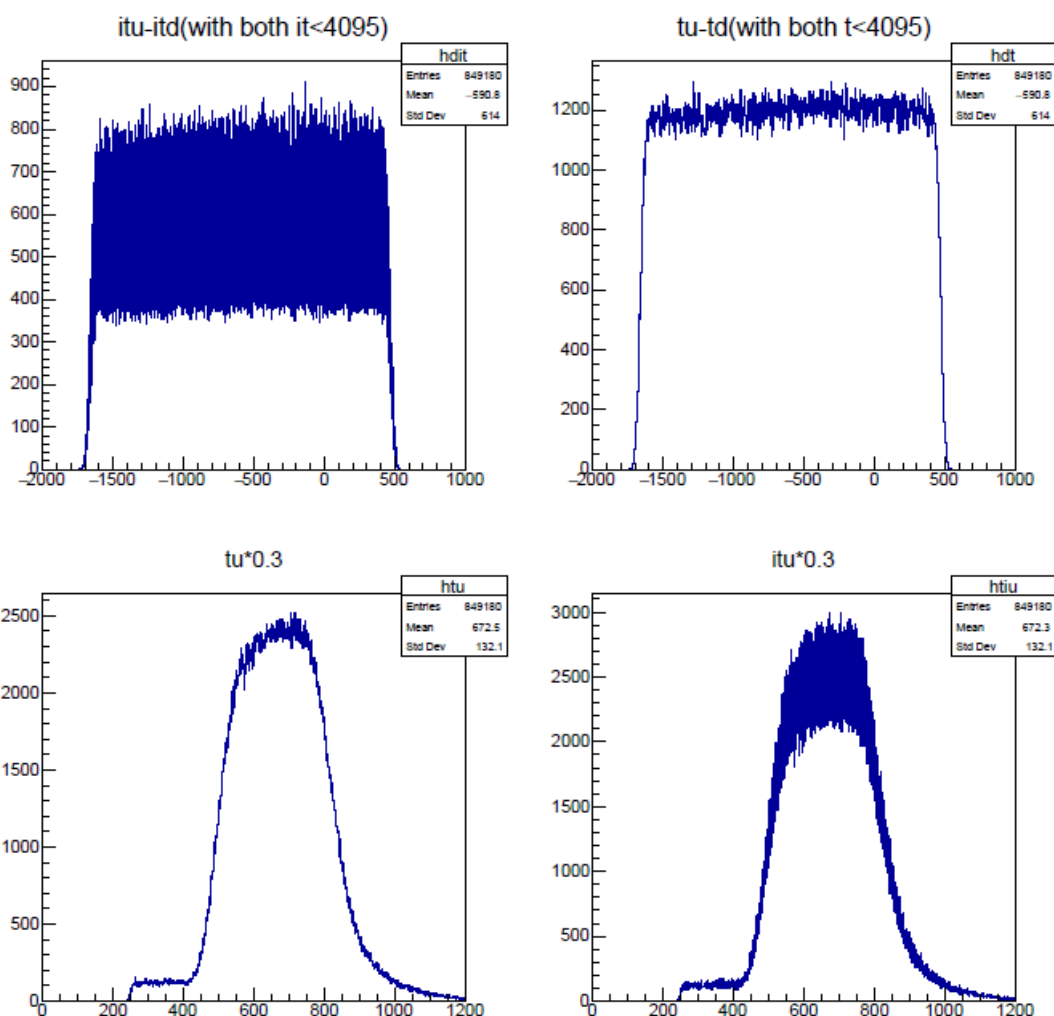 itu-itd(with both it<4095)
hdit
Entries 849180
Mean −590.8
Std Dev 614
900
800
700
600
500
400
300
200
100
0
−2000 −1500 −1000 −500 0 500 1000
tu-td(with both t<4095)
hdt
Entries 849180
Mean −590.8
Std Dev 614
1200
1000
800
600
400
200
0
−2000 −1500 −1000 −500 0 500 1000
tu*0.3
htu
Entries 849180
Mean 672.5
Std Dev 132.1
2500
2000
1500
1000
500
0
0 200 400 600 800 1000 1200
itu*0.3
htiu
Entries 849180
Mean 672.3
Std Dev 132.1
3000
2500
2000
1500
1000
500
0
0 200 400 600 800 1000 1200